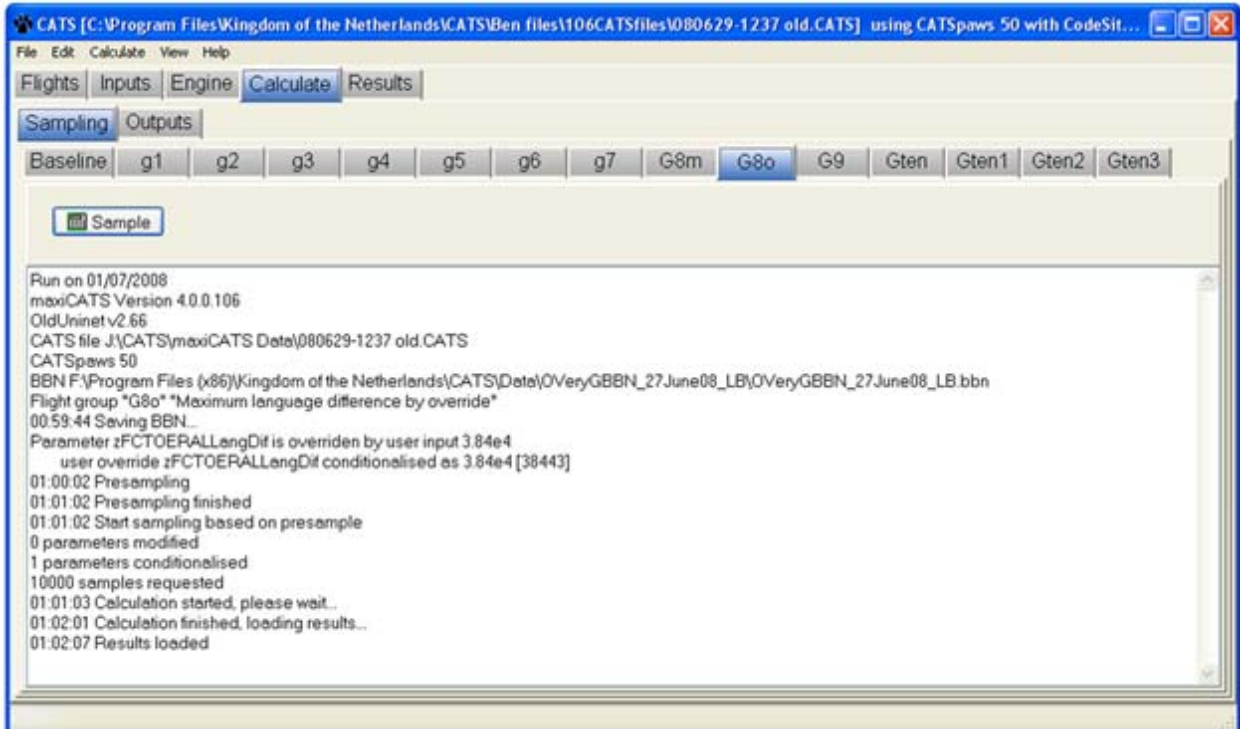 CATS [C:\Program Files\Kingdom of the Netherlands\CATS\Ben files\106CATSfiles\080629-1237 old.CATS] using CATSpaws 50 with CodeSit...
File Edit Calculate View Help
Flights Inputs Engine Calculate Results
Sampling Outputs
Baseline g1 g2 g3 g4 g5 g6 g7 G8m G8o G9 Gten Gten1 Gten2 Gten3
Sample
Run on 01/07/2008
maxiCATS Version 4.0.0.106
OldUninet v2.66
CATS file J:\CATS\maxiCATS Data\080629-1237 old.CATS
CATSpaws 50
BBN F:\Program Files (x86)\Kingdom of the Netherlands\CATS\Data\OVeryGBBN_27June08_LB\OVeryGBBN_27June08_LB.bbn
Flight group "G8o" "Maximum language difference by override"
00:59:44 Saving BBN...
Parameter zFCTOERALLangDif is overriden by user input 3.84e4
user override zFCTOERALLangDif conditionalised as 3.84e4 [38443]
01:00:02 Presampling
01:01:02 Presampling finished
01:01:02 Start sampling based on presample
0 parameters modified
1 parameters conditionalised
10000 samples requested
01:01:03 Calculation started, please wait...
01:02:01 Calculation finished, loading results...
01:02:07 Results loaded